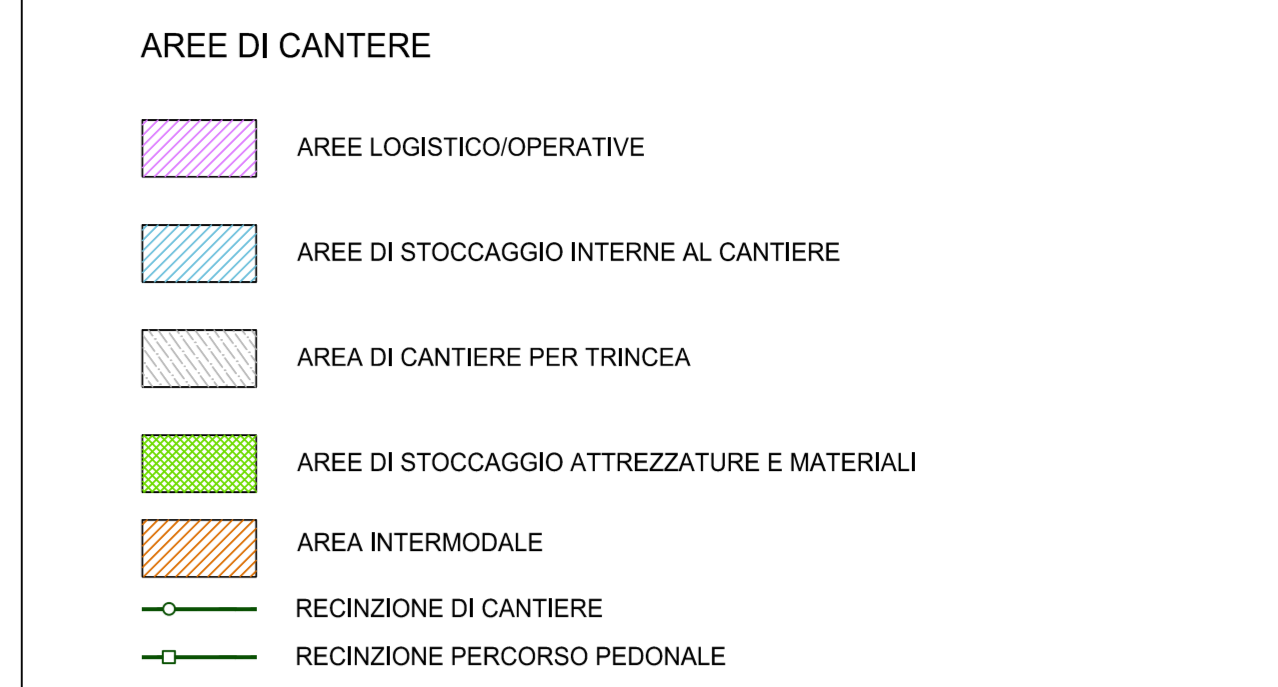 AREE DI CANTERE
AREE LOGISTICO/OPERATIVE
AREE DI STOCCAGGIO INTERNE AL CANTIERE
AREA DI CANTIERE PER TRINCEA
AREE DI STOCCAGGIO ATTREZZATURE E MATERIALI
AREA INTERMODALE
RECINZIONE DI CANTIERE
RECINZIONE PERCORSO PEDONALE